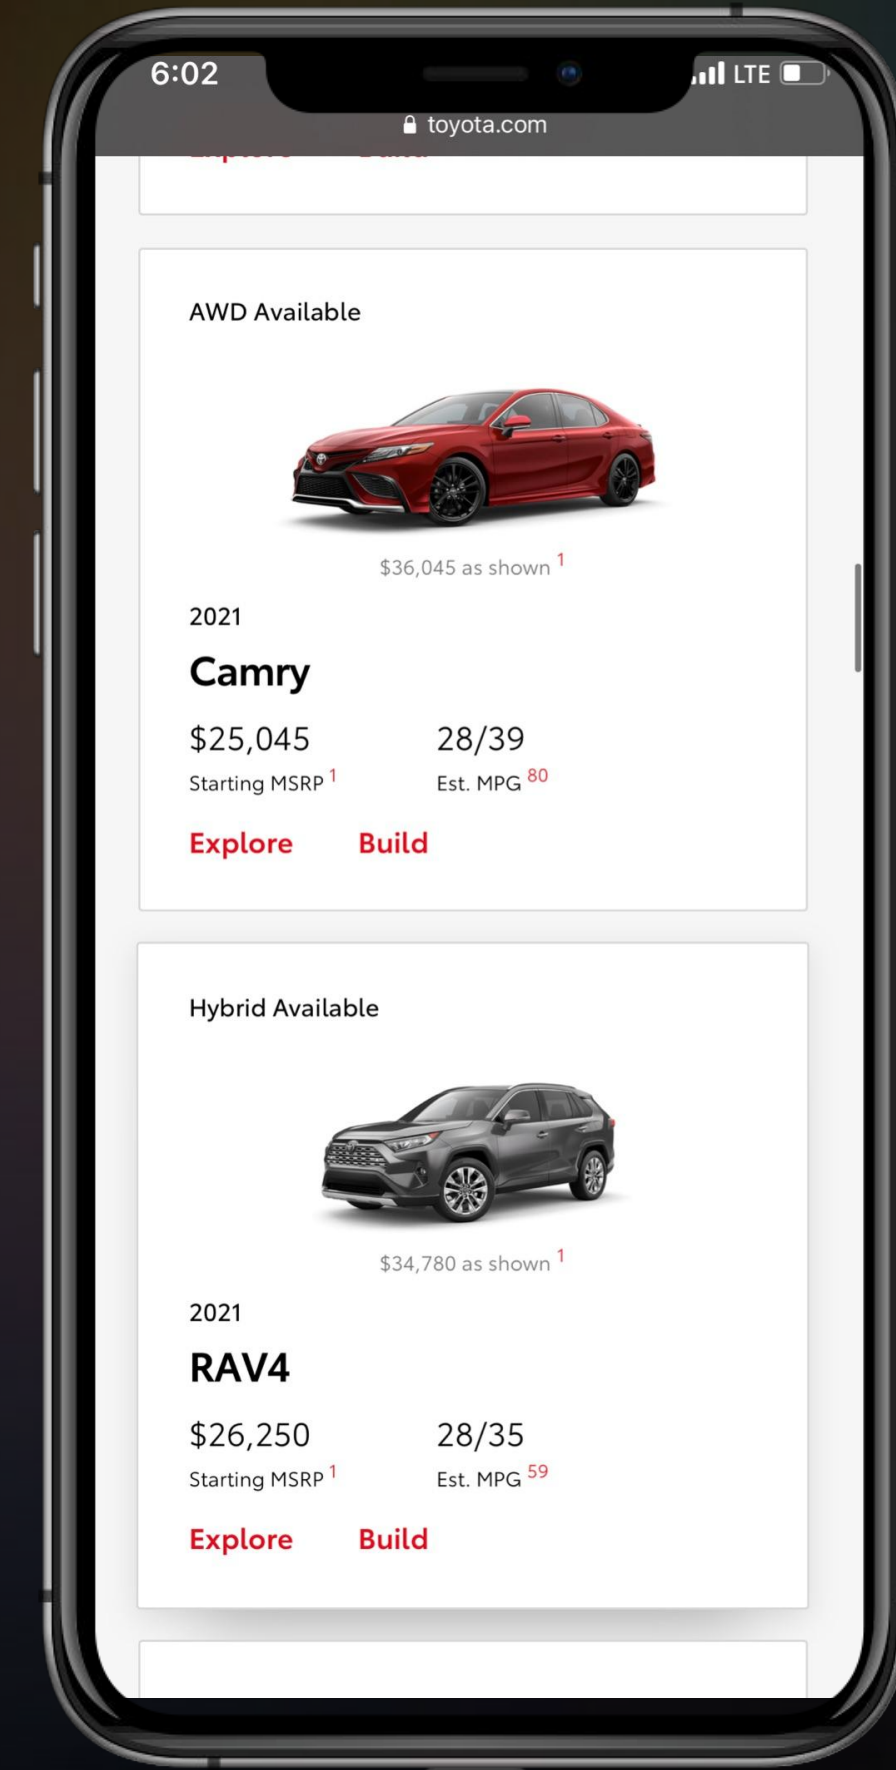 6:02 LTE
toyota.com
AWD Available
$36,045 as shown 1
2021
Camry
$25,045 28/39
Starting MSRP 1 Est. MPG 80
Explore Build
Hybrid Available
$34,780 as shown 1
2021
RAV4
$26,250 28/35
Starting MSRP 1 Est. MPG 59
Explore Build